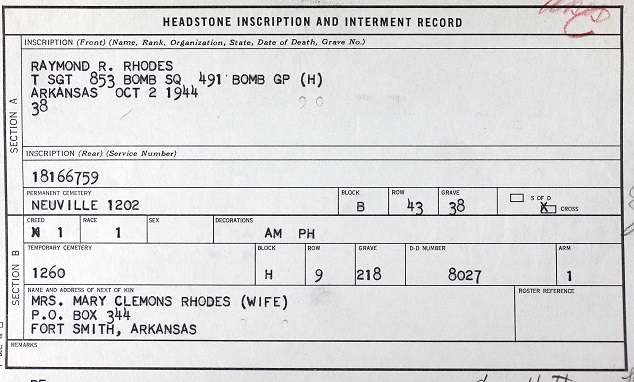 HEADSTONE INSCRIPTION AND INTERMENT RECORD
INSCRIPTION (Front) (Name, Rank, Organization, State, Date of Death, Grave No.)
RAYMOND R. RHODES
T SGT 853 BOMB SQ 491 BOMB GP (H)
ARKANSAS OCT 2 1944
38
SECTION A
INSCRIPTION (Rear) (Service Number)
18166759
PERMANENT CEMETERY BLOCK ROW GRAVE
NEUVILLE 1202 B 43 38
S OF D
X CROSS
SECTION B
CREED RACE SEX DECORATIONS
1 1 AM PH
TEMPORARY CEMETERY BLOCK ROW GRAVE D-D NUMBER ARM
1260 H 9 218 8027 1
NAME AND ADDRESS OF NEXT OF KIN ROSTER REFERENCE
MRS. MARY CLEMONS RHODES (WIFE)
P.O. BOX 344
FORT SMITH, ARKANSAS
REMARKS